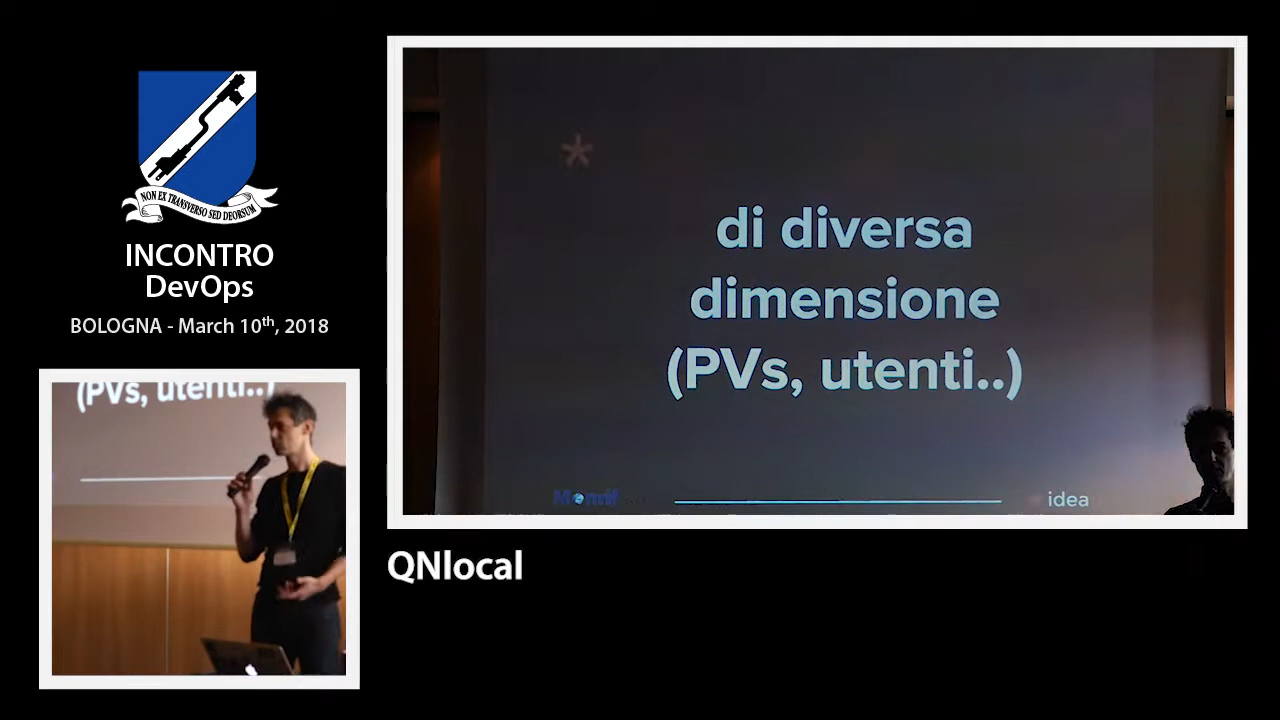 NON EX TRANSVERSO SED DEORSUM
INCONTRO
DevOps
BOLOGNA - March 10th, 2018
(PVs, utenti..)
*
di diversa
dimensione
(PVs, utenti..)
Monrif
idea
QNlocal